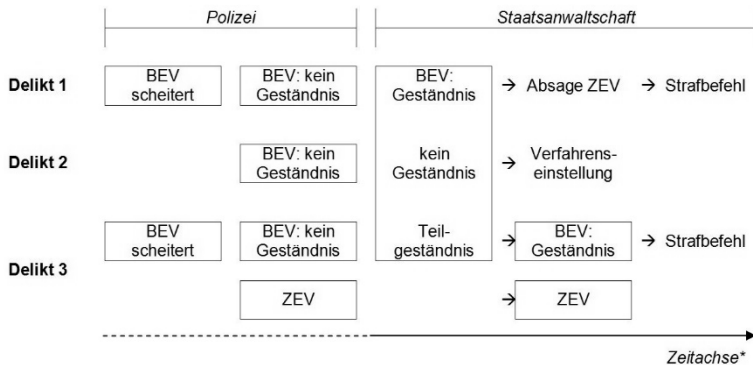 Polizei
Staatsanwaltschaft
Delikt 1
BEV
scheitert
BEV: kein
Geständnis
BEV:
Geständnis
→ Absage ZEV
→ Strafbefehl
Delikt 2
BEV: kein
Geständnis
kein
Geständnis
→ Verfahrens-
einstellung
Delikt 3
BEV
scheitert
BEV: kein
Geständnis
Teil-
geständnis
→ BEV:
Geständnis
→ Strafbefehl
ZEV
→ ZEV
Zeitachse*